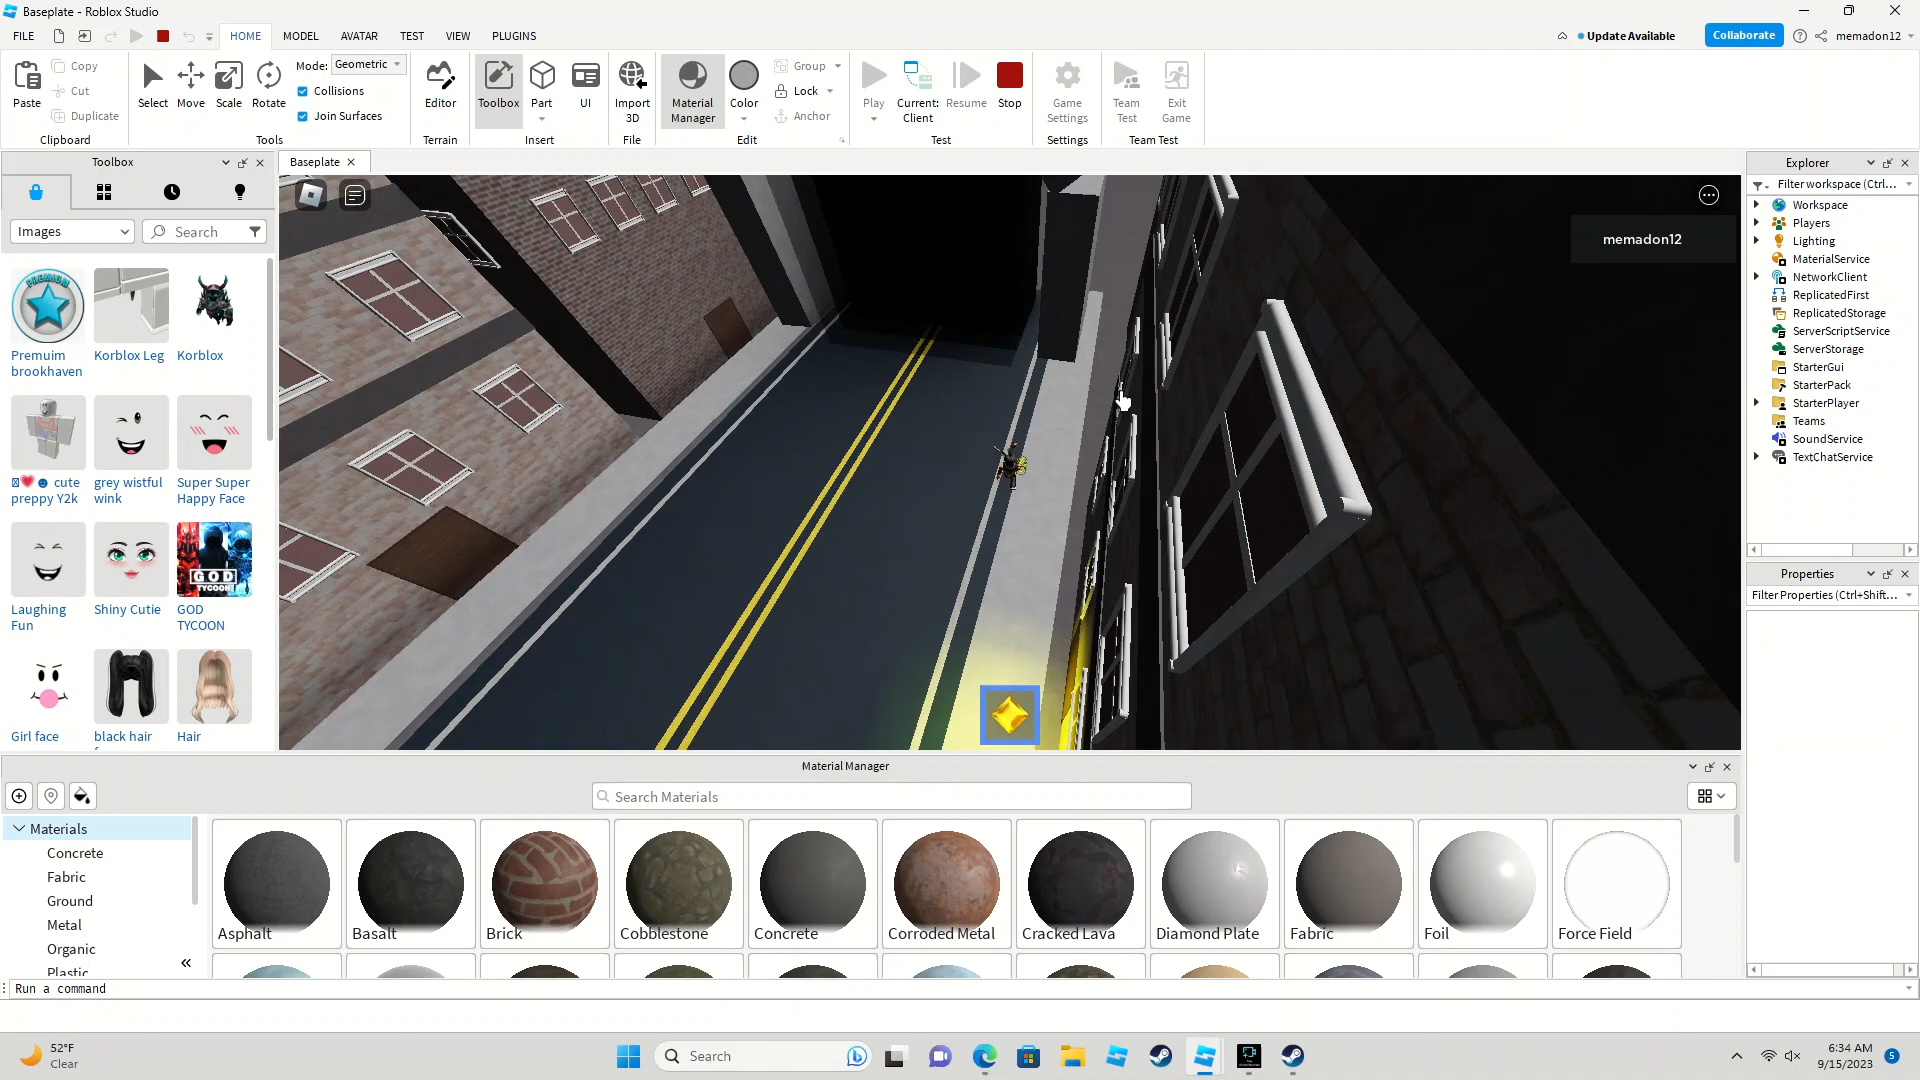 Baseplate - Roblox Studio
FILE
HOME
MODEL
AVATAR
TEST
VIEW
PLUGINS
Update Available
Collaborate
memadon12
Paste
Copy
Cut
Duplicate
Clipboard
Select
Move
Scale
Rotate
Mode:
Geometric
Collisions
Join Surfaces
Tools
Editor
Terrain
Toolbox
Part
UI
Insert
Import
3D
File
Material
Manager
Color
Group
Lock
Anchor
Edit
Play
Current:
Client
Resume
Stop
Test
Game
Settings
Settings
Team
Test
Exit
Game
Team Test
Toolbox
Baseplate
Images
Search
PREMIUM
Premuim
brookhaven
Korblox Leg
Korblox
cute
preppy Y2k
grey wistful
wink
Super Super
Happy Face
Laughing
Fun
Shiny Cutie
GOD
TYCOON
GOD
TYCOON
Girl face
black hair
Hair
memadon12
Explorer
Filter workspace (Ctrl...
Workspace
Players
Lighting
MaterialService
NetworkClient
ReplicatedFirst
ReplicatedStorage
ServerScriptService
ServerStorage
StarterGui
StarterPack
StarterPlayer
Teams
SoundService
TextChatService
Properties
Filter Properties (Ctrl+Shift...
Material Manager
Search Materials
Materials
Concrete
Fabric
Ground
Metal
Organic
Plastic
Asphalt
Basalt
Brick
Cobblestone
Concrete
Corroded Metal
Cracked Lava
Diamond Plate
Fabric
Foil
Force Field
Run a command
52°F
Clear
Search
6:34 AM
9/15/2023
5